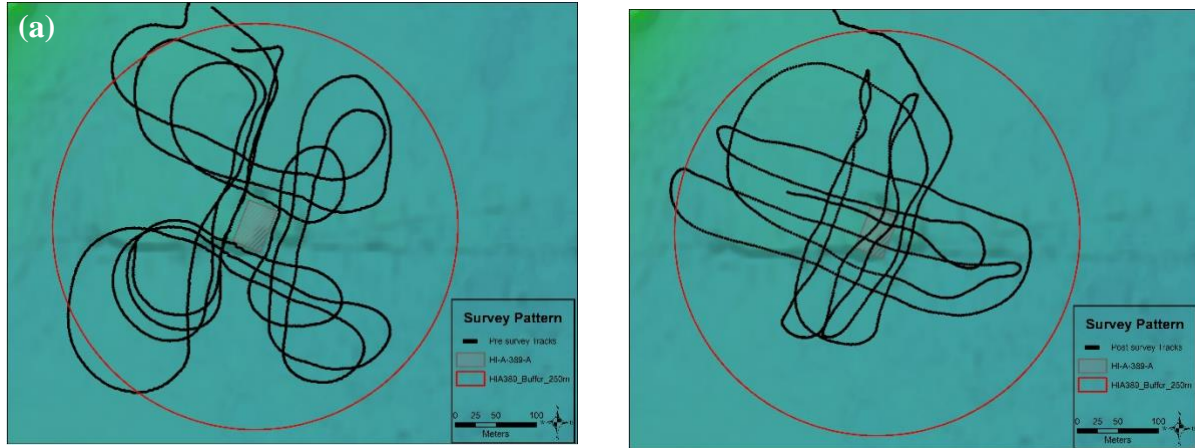 (a)
Survey Pattern
Pre survey Tracks
HI-A-389-A
HIA389_Buffer_250m
0 25 50 100
Meters
Survey Pattern
Post survey Tracks
HI-A-389-A
HIA389_Buffer_250m
0 25 50 100
Meters